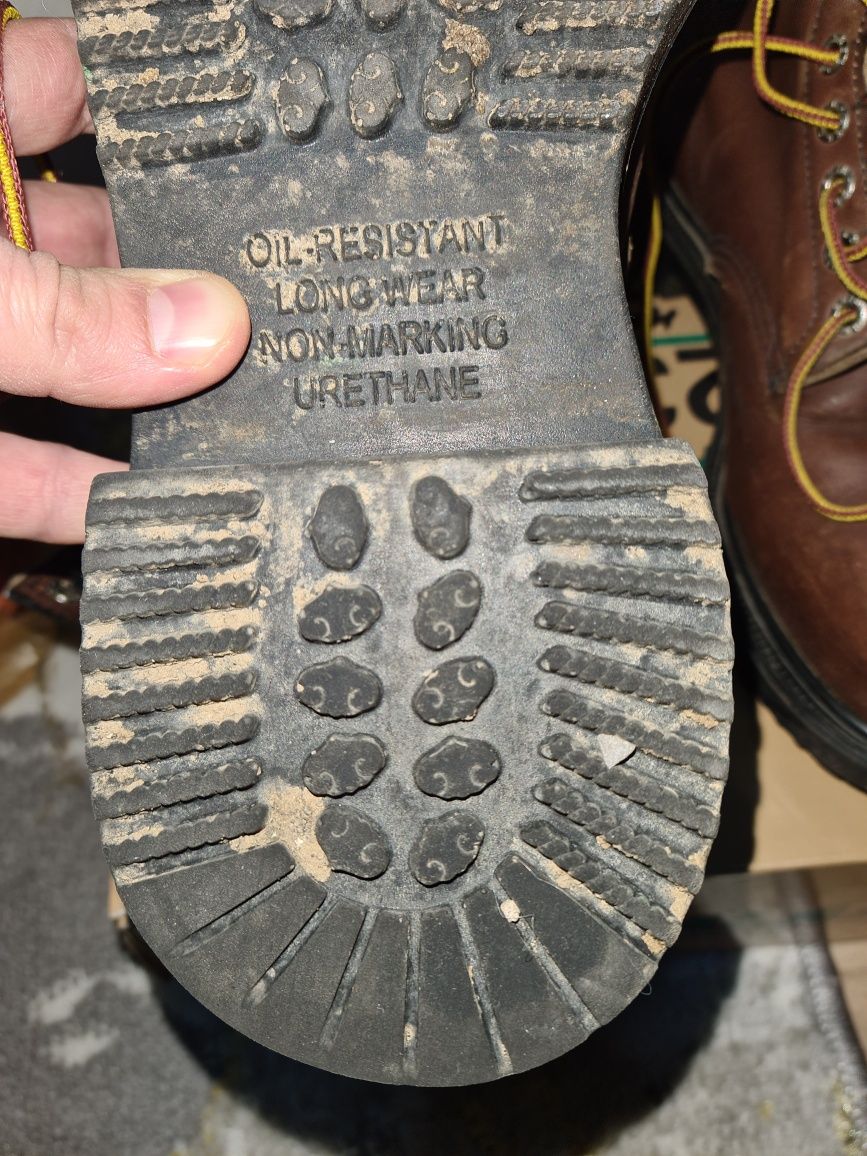 OIL-RESISTANT
LONG WEAR
NON-MARKING
URETHANE